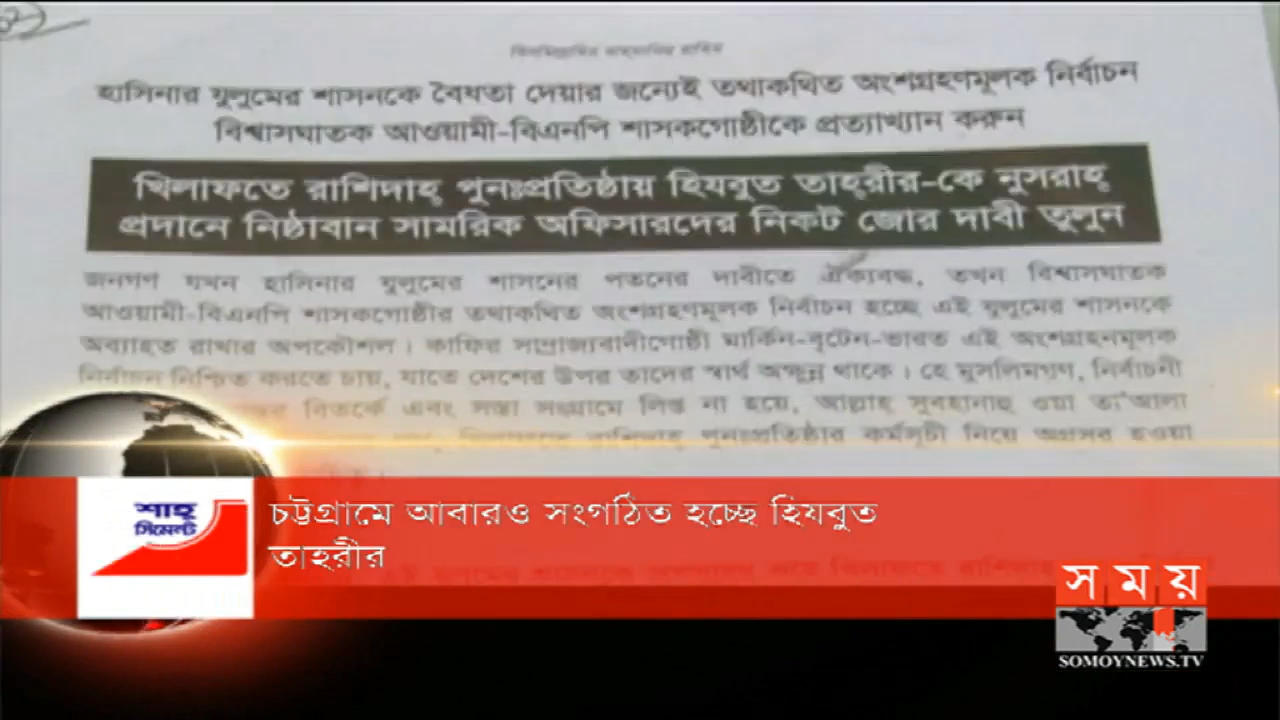 বিসমিল্লাহির রাহমানির রাহিম
হাসিনার যুলুমের শাসনকে বৈধতা দেয়ার জন্যেই তথাকথিত অংশগ্রহণমূলক নির্বাচন
বিশ্বাসঘাতক আওয়ামী-বিএনপি শাসকগোষ্ঠীকে প্রত্যাখ্যান করুন
খিলাফতে রাশিদাহ্ পুনঃপ্রতিষ্ঠায় হিযবুত তাহ্‌রীর-কে নুসরাহ্
প্রদানে নিষ্ঠাবান সামরিক অফিসারদের নিকট জোর দাবী তুলুন
জনগণ যখন হাসিনার যুলুমের শাসনের পতনের দাবীতে ঐক্যবদ্ধ, তখন বিশ্বাসঘাতক
আওয়ামী-বিএনপি শাসকগোষ্ঠীর তথাকথিত অংশগ্রহণমূলক নির্বাচন হচ্ছে এই যুলুমের শাসনকে
অব্যাহত রাখার অপকৌশল। কাফির সাম্রাজ্যবাদীগোষ্ঠী মার্কিন-বৃটেন-ভারত এই অংশগ্রহনমূলক
নির্বাচন নিশ্চিত করতে চায়, যাতে দেশের উপর তাদের স্বার্থ অক্ষুন্ন থাকে। হে মুসলিমগণ, নির্বাচনী
বিতর্কে এবং সস্তা সংগ্রামে লিপ্ত না হয়ে, আল্লাহ্ সুবহানাহু ওয়া তা'আলা
রাশিদাহ্ পুনঃপ্রতিষ্ঠার কর্মসূচী নিয়ে অগ্রসর হওয়া
শাহ্
সিমেন্ট
চট্টগ্রামে আবারও সংগঠিত হচ্ছে হিযবুত
তাহরীর
সময়
SOMOYNEWS.TV